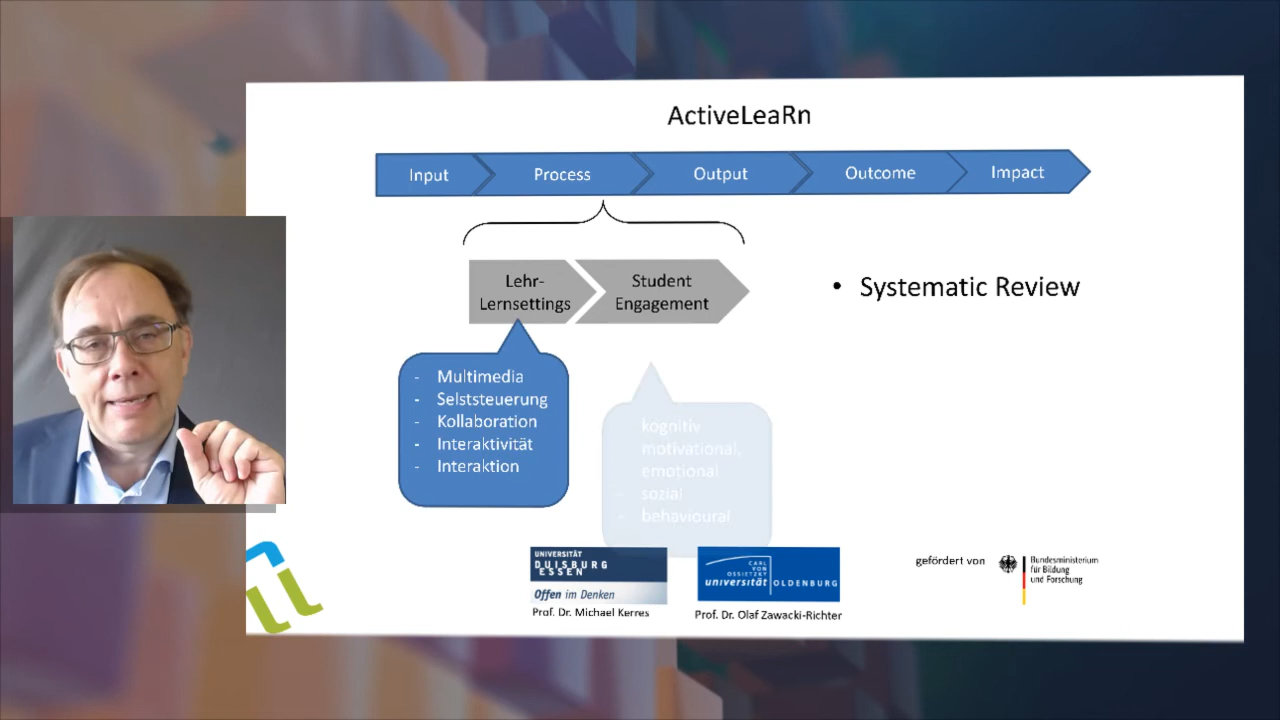 ActiveLeaRn
Input
Process
Output
Outcome
Impact
Lehr-
Lernsettings
Student
Engagement
• Systematic Review
- Multimedia
- Selststeuerung
- Kollaboration
- Interaktivität
- Interaktion
kognitiv
motivational,
emotional
- sozial
- behavioural
UNIVERSITÄT
DUISBURG
ESSEN
Offen im Denken
Prof. Dr. Michael Kerres
CARL
VON
OSSIETZKY
universität OLDENBURG
Prof. Dr. Olaf Zawacki-Richter
gefördert von
Bundesministerium
für Bildung
und Forschung